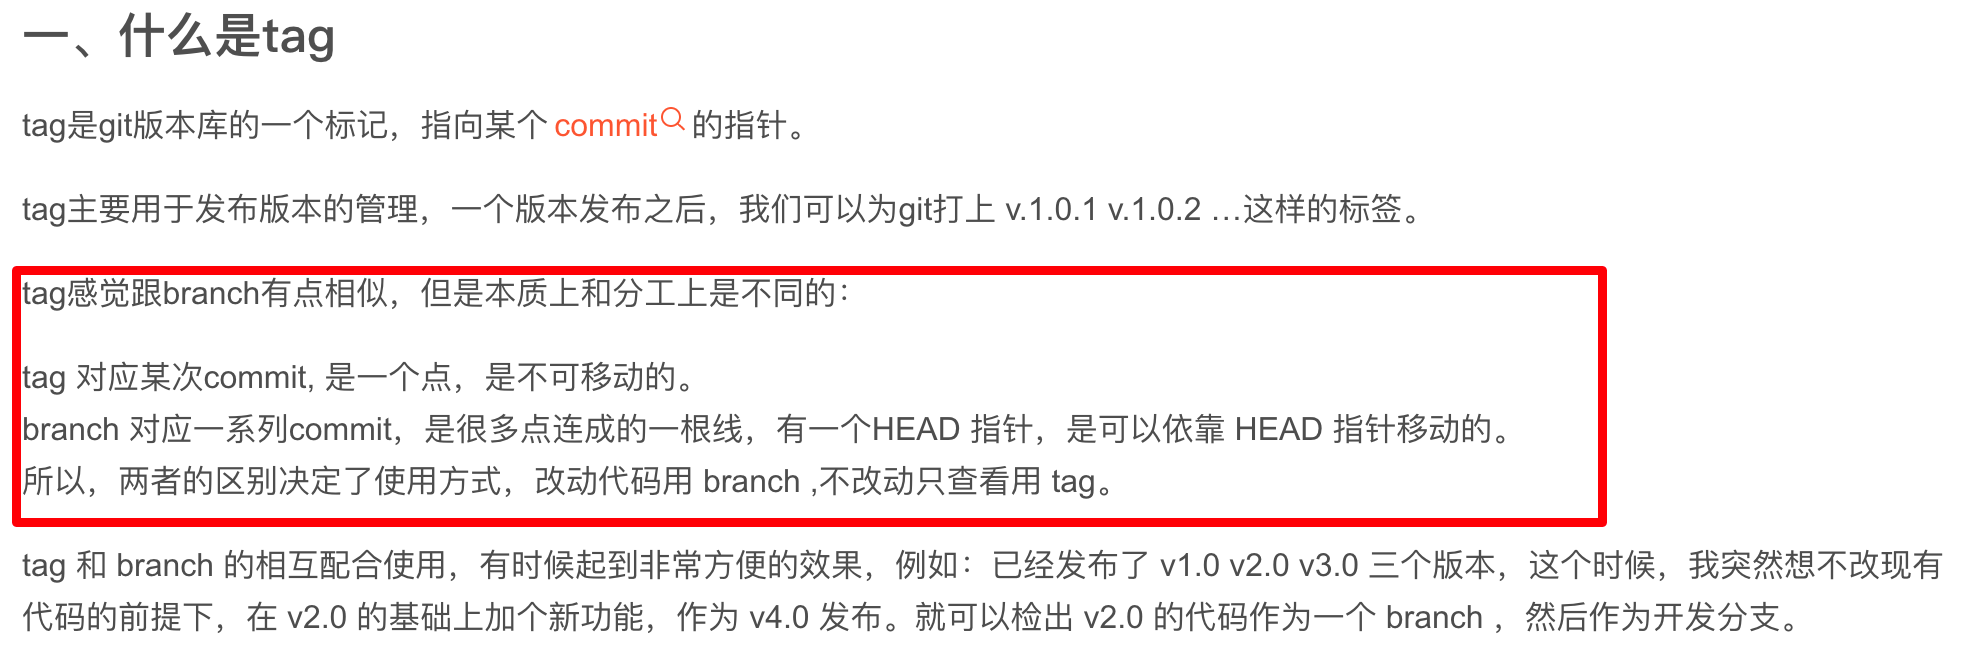 一、什么是tag
tag是git版本库的一个标记，指向某个 commit 的指针。
tag主要用于发布版本的管理，一个版本发布之后，我们可以为git打上 v.1.0.1 v.1.0.2 …这样的标签。
tag感觉跟branch有点相似，但是本质上和分工上是不同的：
tag 对应某次commit, 是一个点，是不可移动的。
branch 对应一系列commit，是很多点连成的一根线，有一个HEAD 指针，是可以依靠 HEAD 指针移动的。
所以，两者的区别决定了使用方式，改动代码用 branch ,不改动只查看用 tag。
tag 和 branch 的相互配合使用，有时候起到非常方便的效果，例如：已经发布了 v1.0 v2.0 v3.0 三个版本，这个时候，我突然想不改现有
代码的前提下，在 v2.0 的基础上加个新功能，作为 v4.0 发布。就可以检出 v2.0 的代码作为一个 branch ，然后作为开发分支。